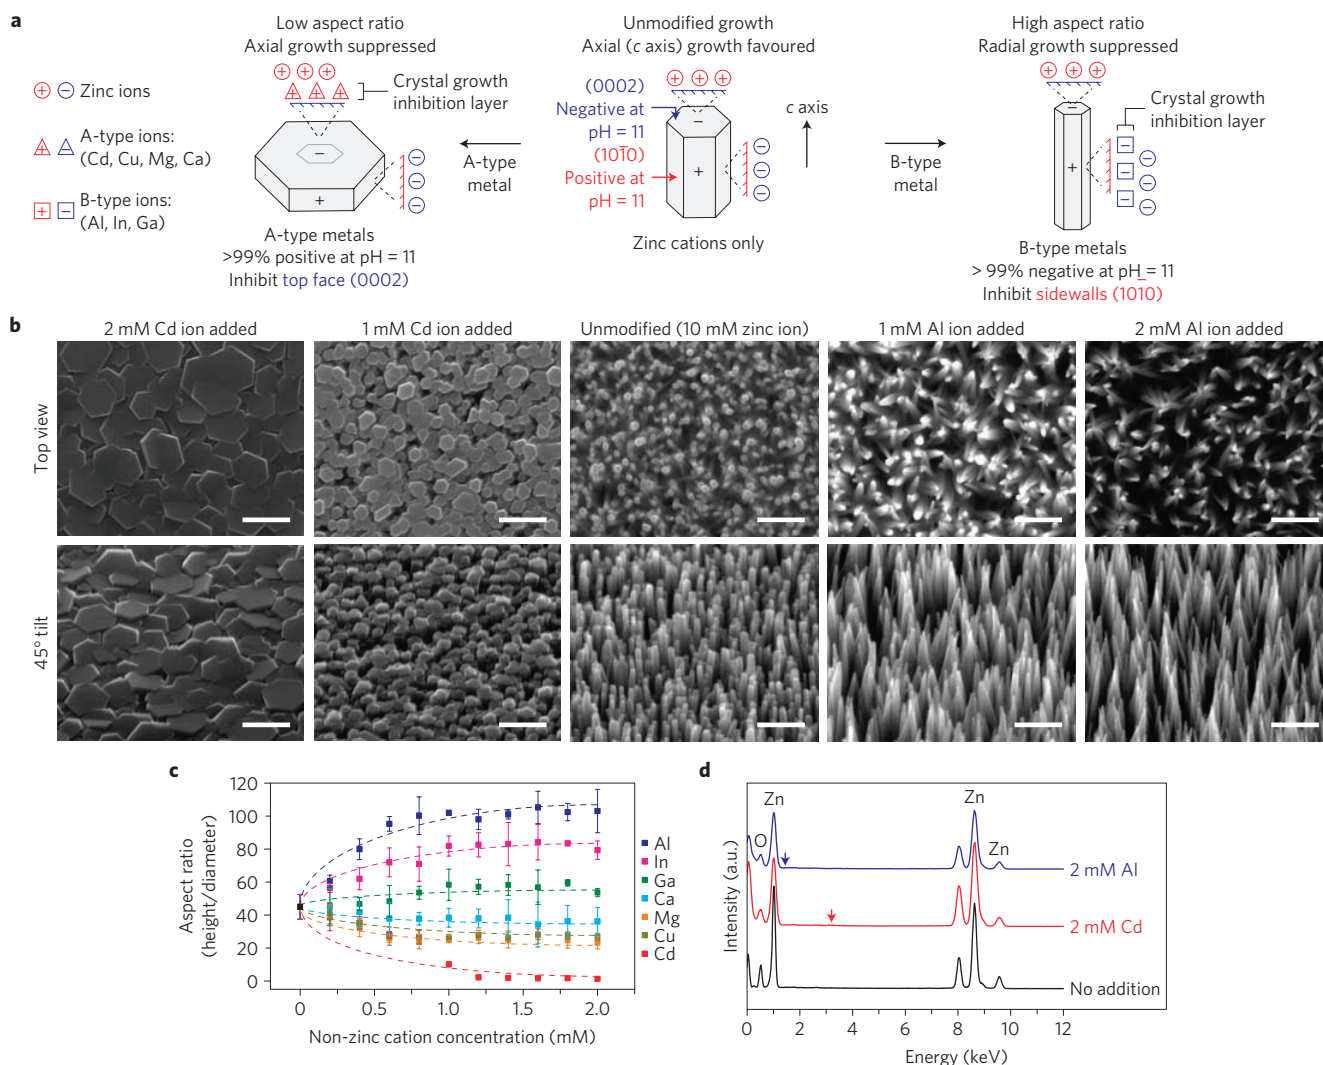 a
Low aspect ratio
Axial growth suppressed
Unmodified growth
Axial (c axis) growth favoured
High aspect ratio
Radial growth suppressed
Zinc ions
A-type ions:
(Cd, Cu, Mg, Ca)
B-type ions:
(Al, In, Ga)
Crystal growth
inhibition layer
A-type metals
>99% positive at pH = 11
Inhibit top face (0002)
A-type
metal
(0002)
Negative at
pH = 11
(101̅0)
Positive at
pH = 11
c axis
Zinc cations only
B-type
metal
Crystal growth
inhibition layer
B-type metals
> 99% negative at pH = 11
Inhibit sidewalls (101̅0)
b
2 mM Cd ion added
1 mM Cd ion added
Unmodified (10 mM zinc ion)
1 mM Al ion added
2 mM Al ion added
Top view
45° tilt
c
Aspect ratio
(height/diameter)
120
100
80
60
40
20
0
0
0.5
1.0
1.5
2.0
Non-zinc cation concentration (mM)
Al
In
Ga
Ca
Mg
Cu
Cd
d
Intensity (a.u.)
O
Zn
Zn
Zn
2 mM Al
2 mM Cd
No addition
0
2
4
6
8
10
12
Energy (keV)